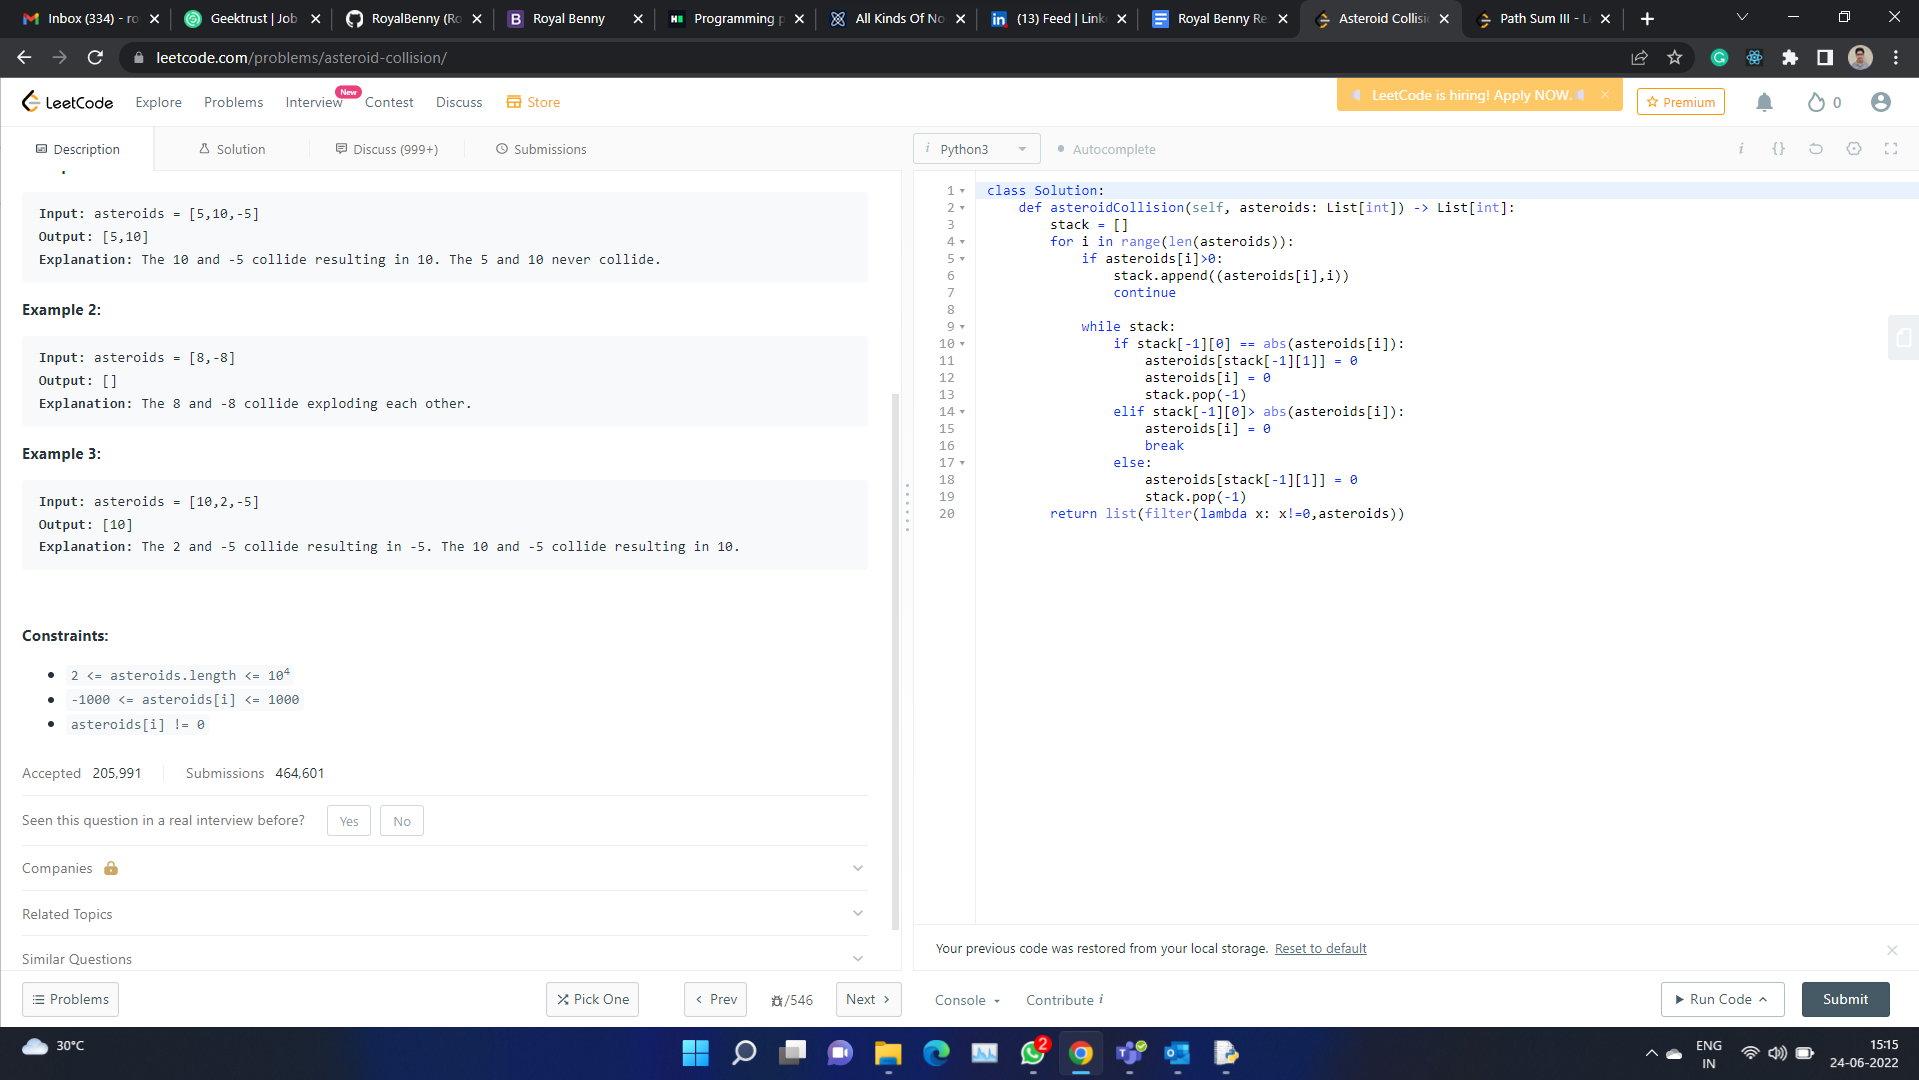 Inbox (334) - ro
Geektrust | Job
RoyalBenny (Ro
Royal Benny
Programming p
All Kinds Of No
(13) Feed | Link
Royal Benny Re
Asteroid Collisi
Path Sum III - L
leetcode.com/problems/asteroid-collision/
LeetCode
Explore
Problems
Interview
New
Contest
Discuss
Store
LeetCode is hiring! Apply NOW.
Premium
0
Description
Solution
Discuss (999+)
Submissions
Input: asteroids = [5,10,-5]
Output: [5,10]
Explanation: The 10 and -5 collide resulting in 10. The 5 and 10 never collide.
Example 2:
Input: asteroids = [8,-8]
Output: []
Explanation: The 8 and -8 collide exploding each other.
Example 3:
Input: asteroids = [10,2,-5]
Output: [10]
Explanation: The 2 and -5 collide resulting in -5. The 10 and -5 collide resulting in 10.
Constraints:
2 <= asteroids.length <= 10⁴
-1000 <= asteroids[i] <= 1000
asteroids[i] != 0
Accepted 205,991
Submissions 464,601
Seen this question in a real interview before?
Yes
No
Companies
Related Topics
Similar Questions
Problems
Pick One
Prev
/546
Next
i Python3
Autocomplete
i {}
1 class Solution:
2 def asteroidCollision(self, asteroids: List[int]) -> List[int]:
3 stack = []
4 for i in range(len(asteroids)):
5 if asteroids[i]>0:
6 stack.append((asteroids[i],i))
7 continue
8
9 while stack:
10 if stack[-1][0] == abs(asteroids[i]):
11 asteroids[stack[-1][1]] = 0
12 asteroids[i] = 0
13 stack.pop(-1)
14 elif stack[-1][0]> abs(asteroids[i]):
15 asteroids[i] = 0
16 break
17 else:
18 asteroids[stack[-1][1]] = 0
19 stack.pop(-1)
20 return list(filter(lambda x: x!=0,asteroids))
Your previous code was restored from your local storage. Reset to default
Console
Contribute i
Run Code
Submit
30°C
2
ENG
IN
15:15
24-06-2022